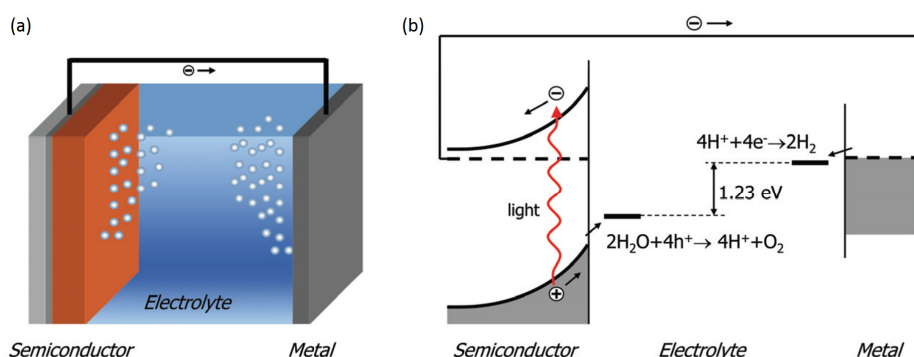 (a)
⊖→
Electrolyte
Semiconductor Metal
(b)
⊖→
⊖
4H⁺+4e⁻→2H₂
1.23 eV
light
2H₂O+4h⁺→ 4H⁺+O₂
⊕
Semiconductor Electrolyte Metal